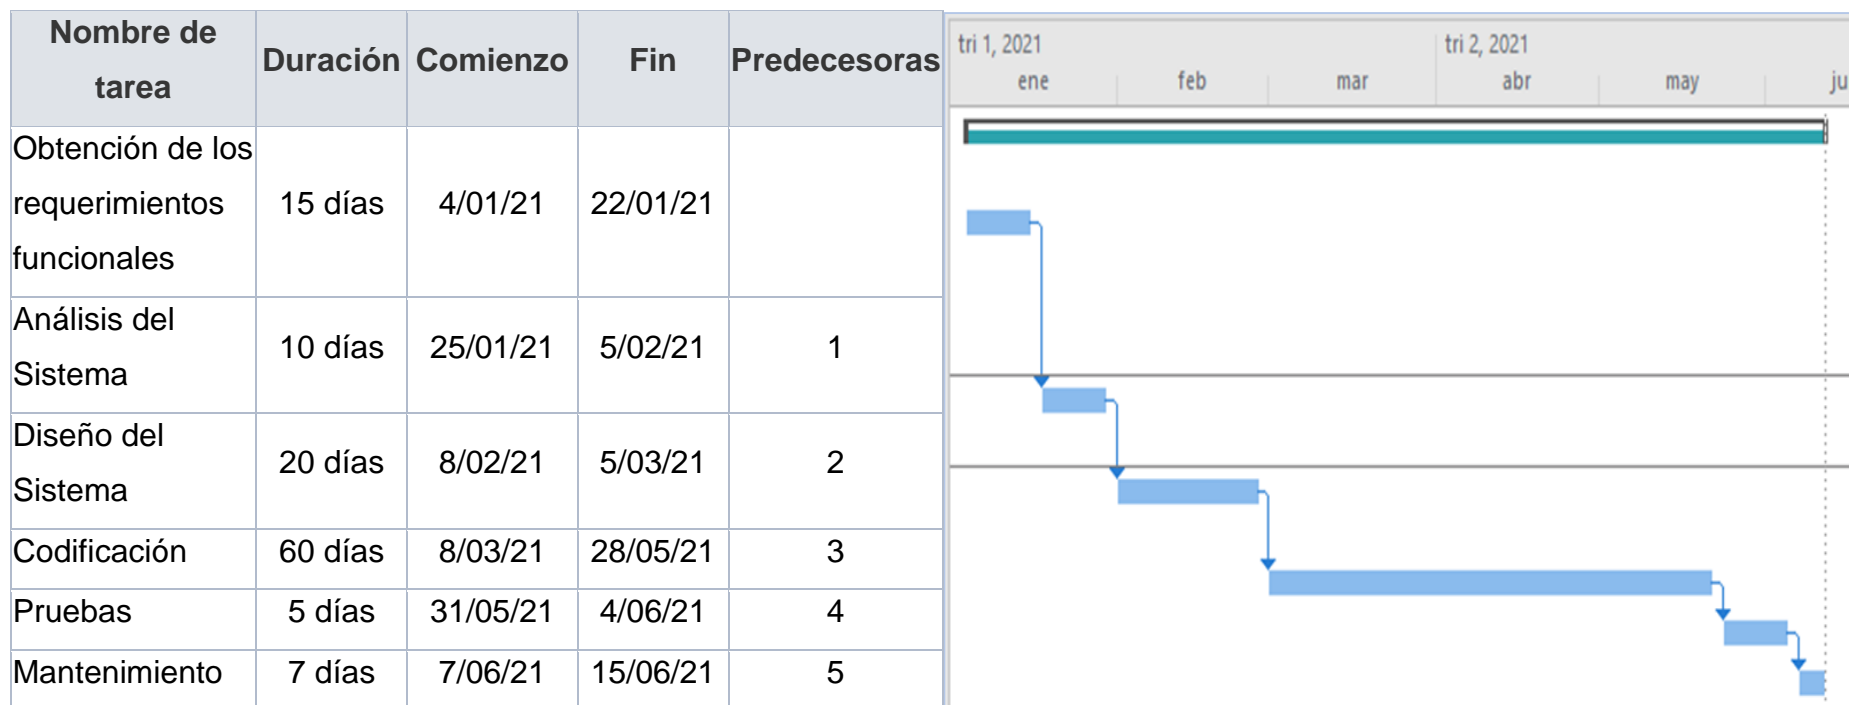 Nombre de tarea Duración Comienzo Fin Predecesoras
tri 1, 2021 tri 2, 2021
ene feb mar abr may ju
Obtención de los
requerimientos 15 días 4/01/21 22/01/21
funcionales
Análisis del
Sistema 10 días 25/01/21 5/02/21 1
Diseño del
Sistema 20 días 8/02/21 5/03/21 2
Codificación 60 días 8/03/21 28/05/21 3
Pruebas 5 días 31/05/21 4/06/21 4
Mantenimiento 7 días 7/06/21 15/06/21 5